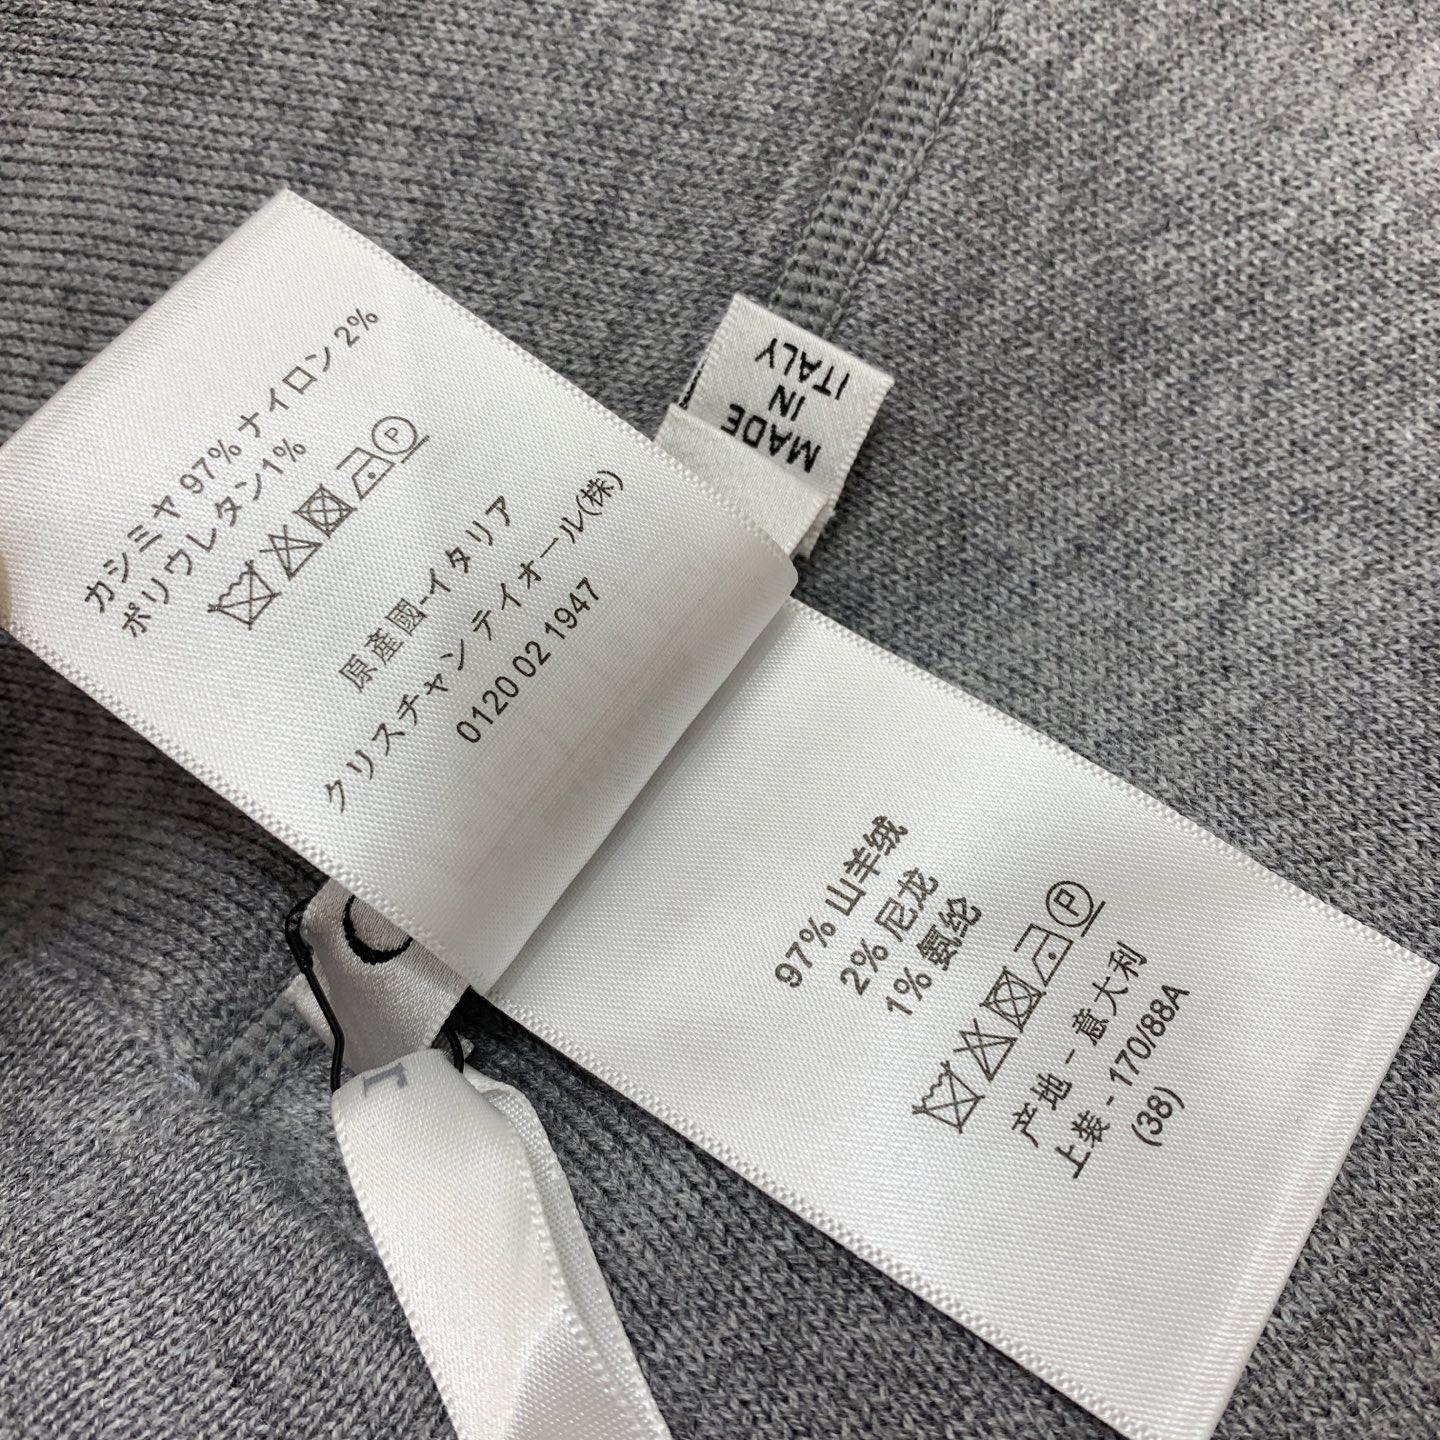 カシミヤ 97% ナイロン 2%
ポリウレタン1%
P
原產國-イタリア
クリスチャン ディオール(株)
0120 02 1947
MADE
IN
ITALY
97% 山羊绒
2% 尼龙
1% 氨纶
P
产地 - 意大利
上装 - 170/88A
(38)